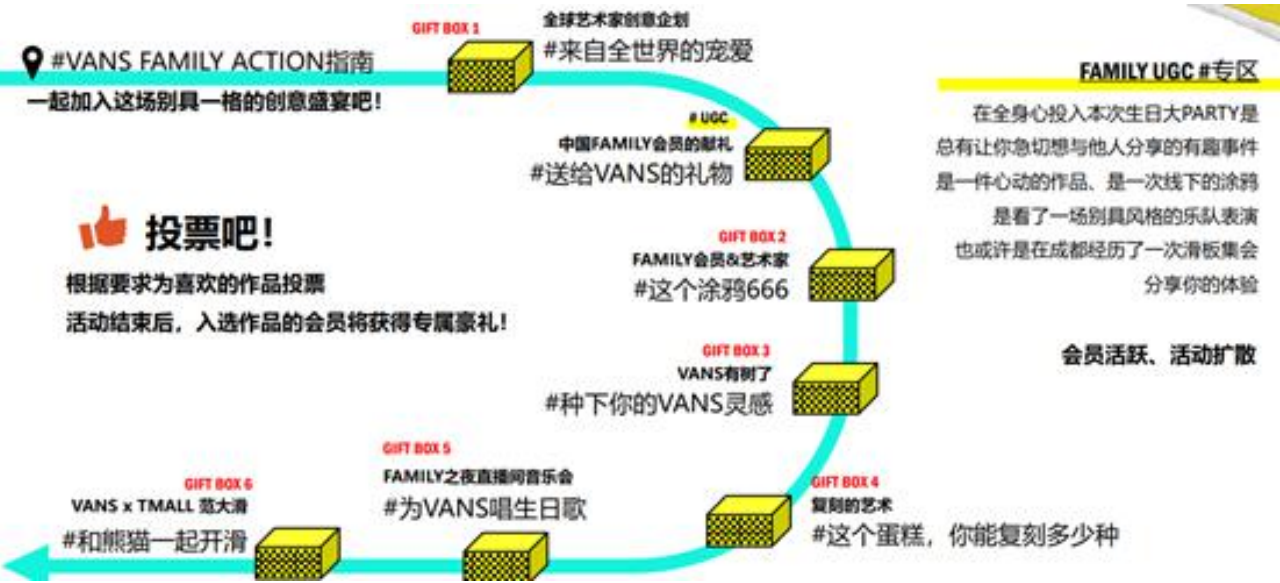 #VANS FAMILY ACTION指南
一起加入这场别具一格的创意盛宴吧!
GIFT BOX 1
全球艺术家创意企划
#来自全世界的宠爱
# UGC
中国FAMILY会员的献礼
#送给VANS的礼物
GIFT BOX 2
FAMILY会员&艺术家
#这个涂鸦666
GIFT BOX 3
VANS有树了
#种下你的VANS灵感
GIFT BOX 4
复刻的艺术
#这个蛋糕，你能复刻多少种
GIFT BOX 5
FAMILY之夜直播间音乐会
#为VANS唱生日歌
GIFT BOX 6
VANS x TMALL 范大滑
#和熊猫一起开滑
投票吧!
根据要求为喜欢的作品投票
活动结束后，入选作品的会员将获得专属豪礼!
FAMILY UGC #专区
在全身心投入本次生日大PARTY是
总有让你急切想与他人分享的有趣事件
是一件心动的作品、是一次线下的涂鸦
是看了一场别具风格的乐队表演
也或许是在成都经历了一次滑板集会
分享你的体验
会员活跃、活动扩散